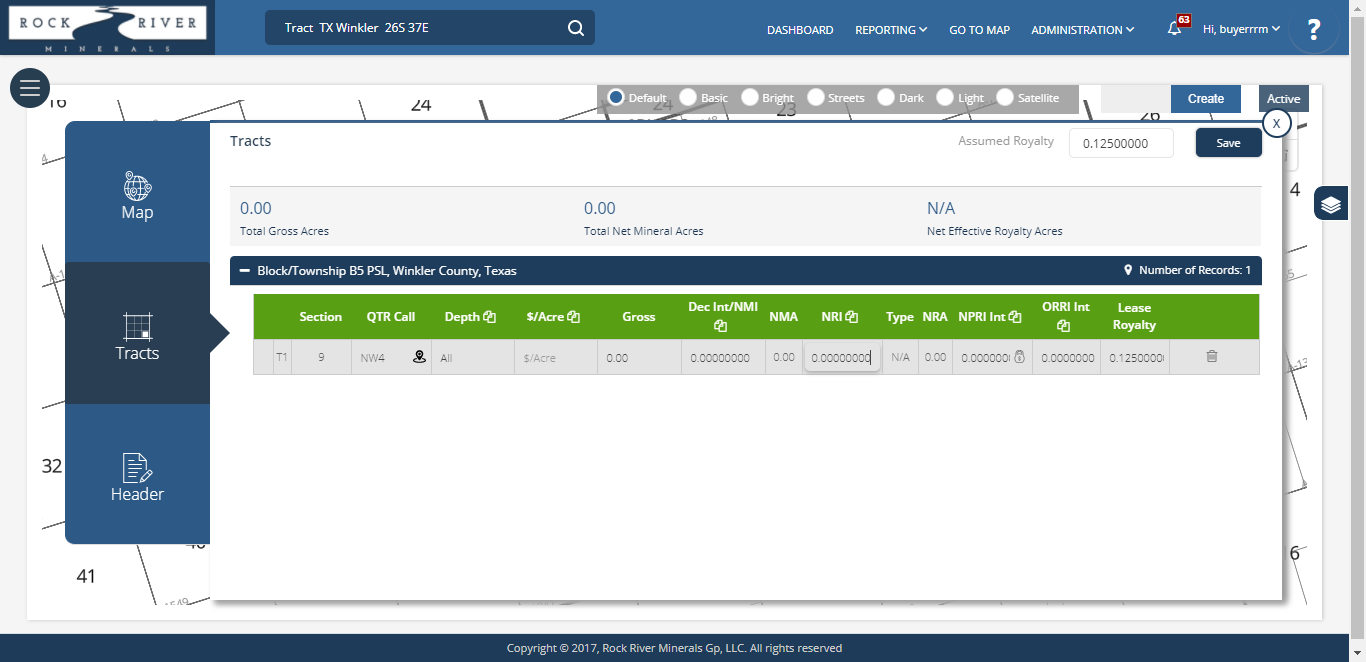 ROCK RIVER
MINERALS
Tract TX Winkler 26S 37E
DASHBOARD REPORTING GO TO MAP ADMINISTRATION 63 Hi, buyerrrm ?
16 24 23 26
Default Basic Bright Streets Dark Light Satellite Create Active
X
Tracts Assumed Royalty 0.12500000 Save
4
Map
0.00 0.00 N/A
Total Gross Acres Total Net Mineral Acres Net Effective Royalty Acres
Block/Township B5 PSL, Winkler County, Texas Number of Records: 1
Section QTR Call Depth $/Acre Gross Dec Int/NMI NMA NRI Type NRA NPRI Int ORRI Int Lease Royalty
T1 9 NW4 All $/Acre 0.00 0.00000000 0.00 0.00000000 N/A 0.00 0.0000000 0.0000000 0.1250000
Tracts
32
Header
6
41
Copyright © 2017, Rock River Minerals Gp, LLC. All rights reserved